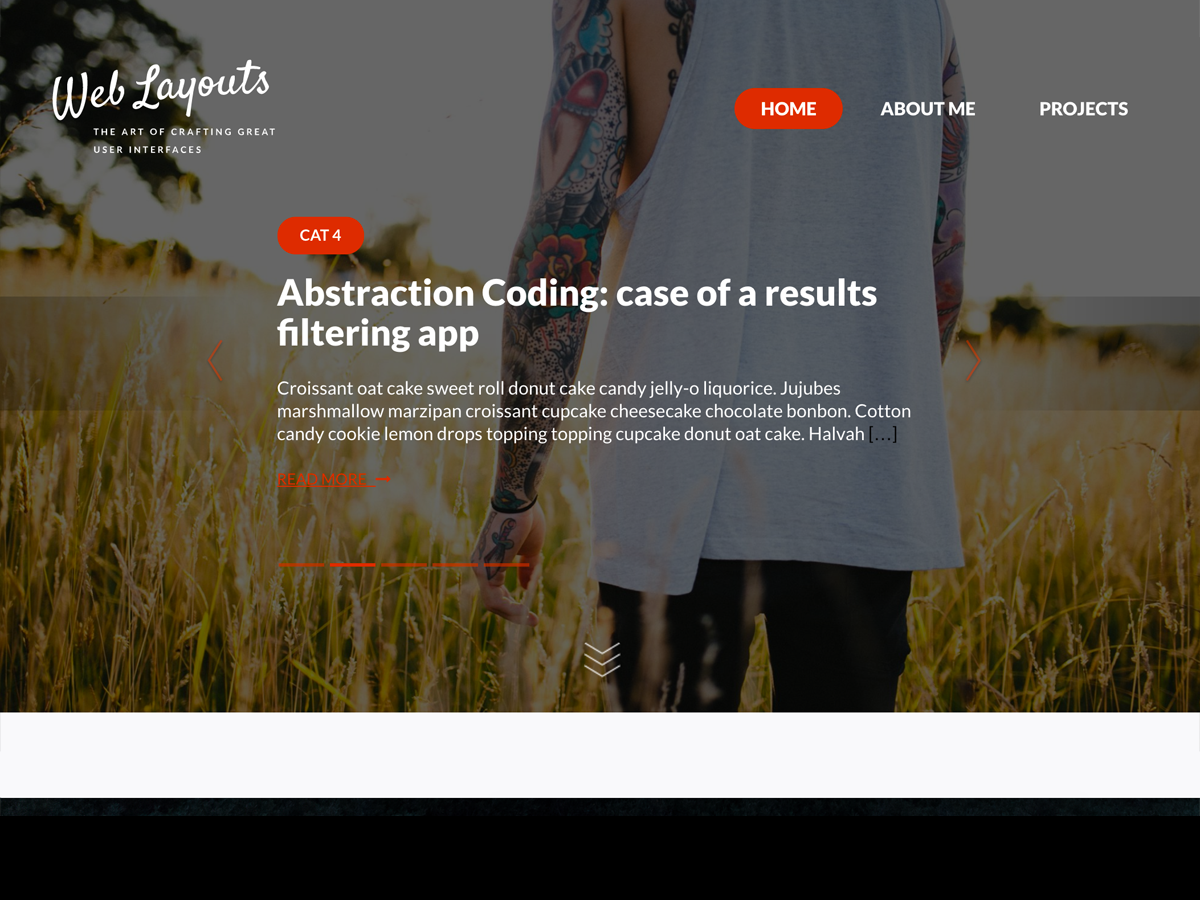 Web Layouts
THE ART OF CRAFTING GREAT
USER INTERFACES
HOME
ABOUT ME
PROJECTS
CAT 4
Abstraction Coding: case of a results
filtering app
Croissant oat cake sweet roll donut cake candy jelly-o liquorice. Jujubes
marshmallow marzipan croissant cupcake cheesecake chocolate bonbon. Cotton
candy cookie lemon drops topping topping cupcake donut oat cake. Halvah […]
READ MORE